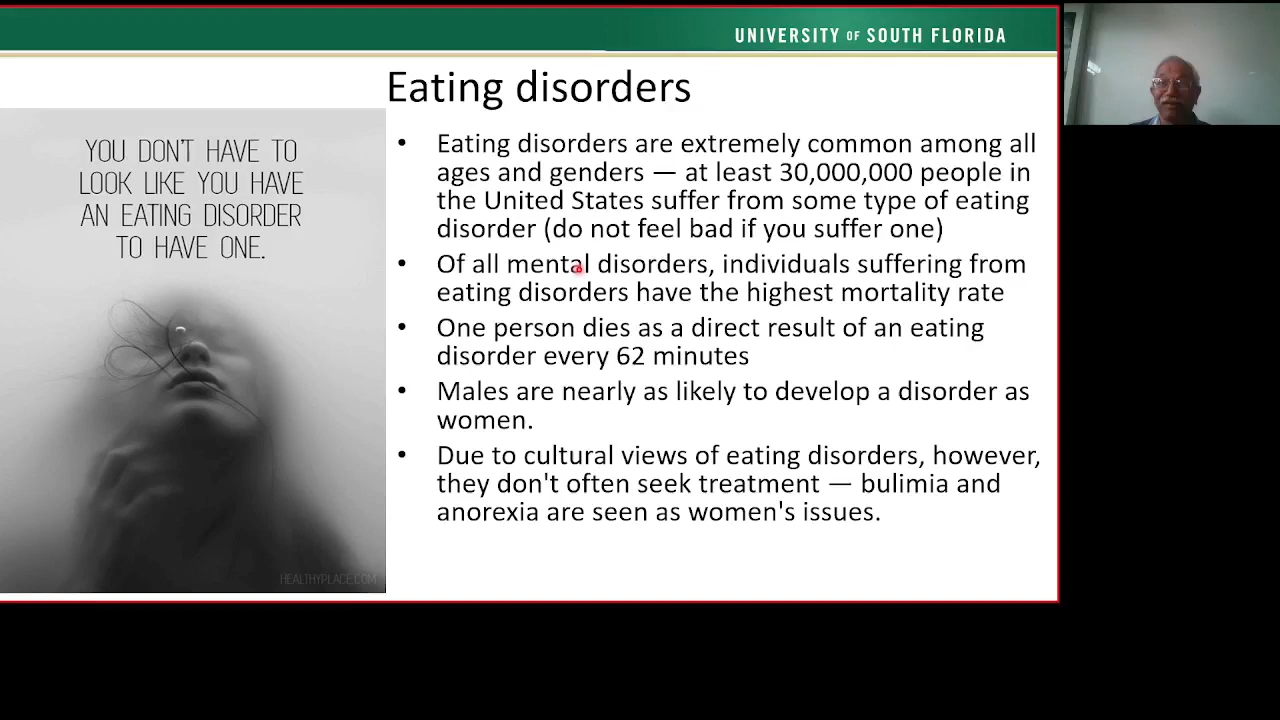 UNIVERSITY OF SOUTH FLORIDA
Eating disorders
YOU DON'T HAVE TO
LOOK LIKE YOU HAVE
AN EATING DISORDER
TO HAVE ONE.
HEALTHYPLACE.COM
• Eating disorders are extremely common among all
ages and genders — at least 30,000,000 people in
the United States suffer from some type of eating
disorder (do not feel bad if you suffer one)
• Of all mental disorders, individuals suffering from
eating disorders have the highest mortality rate
• One person dies as a direct result of an eating
disorder every 62 minutes
• Males are nearly as likely to develop a disorder as
women.
• Due to cultural views of eating disorders, however,
they don't often seek treatment — bulimia and
anorexia are seen as women's issues.